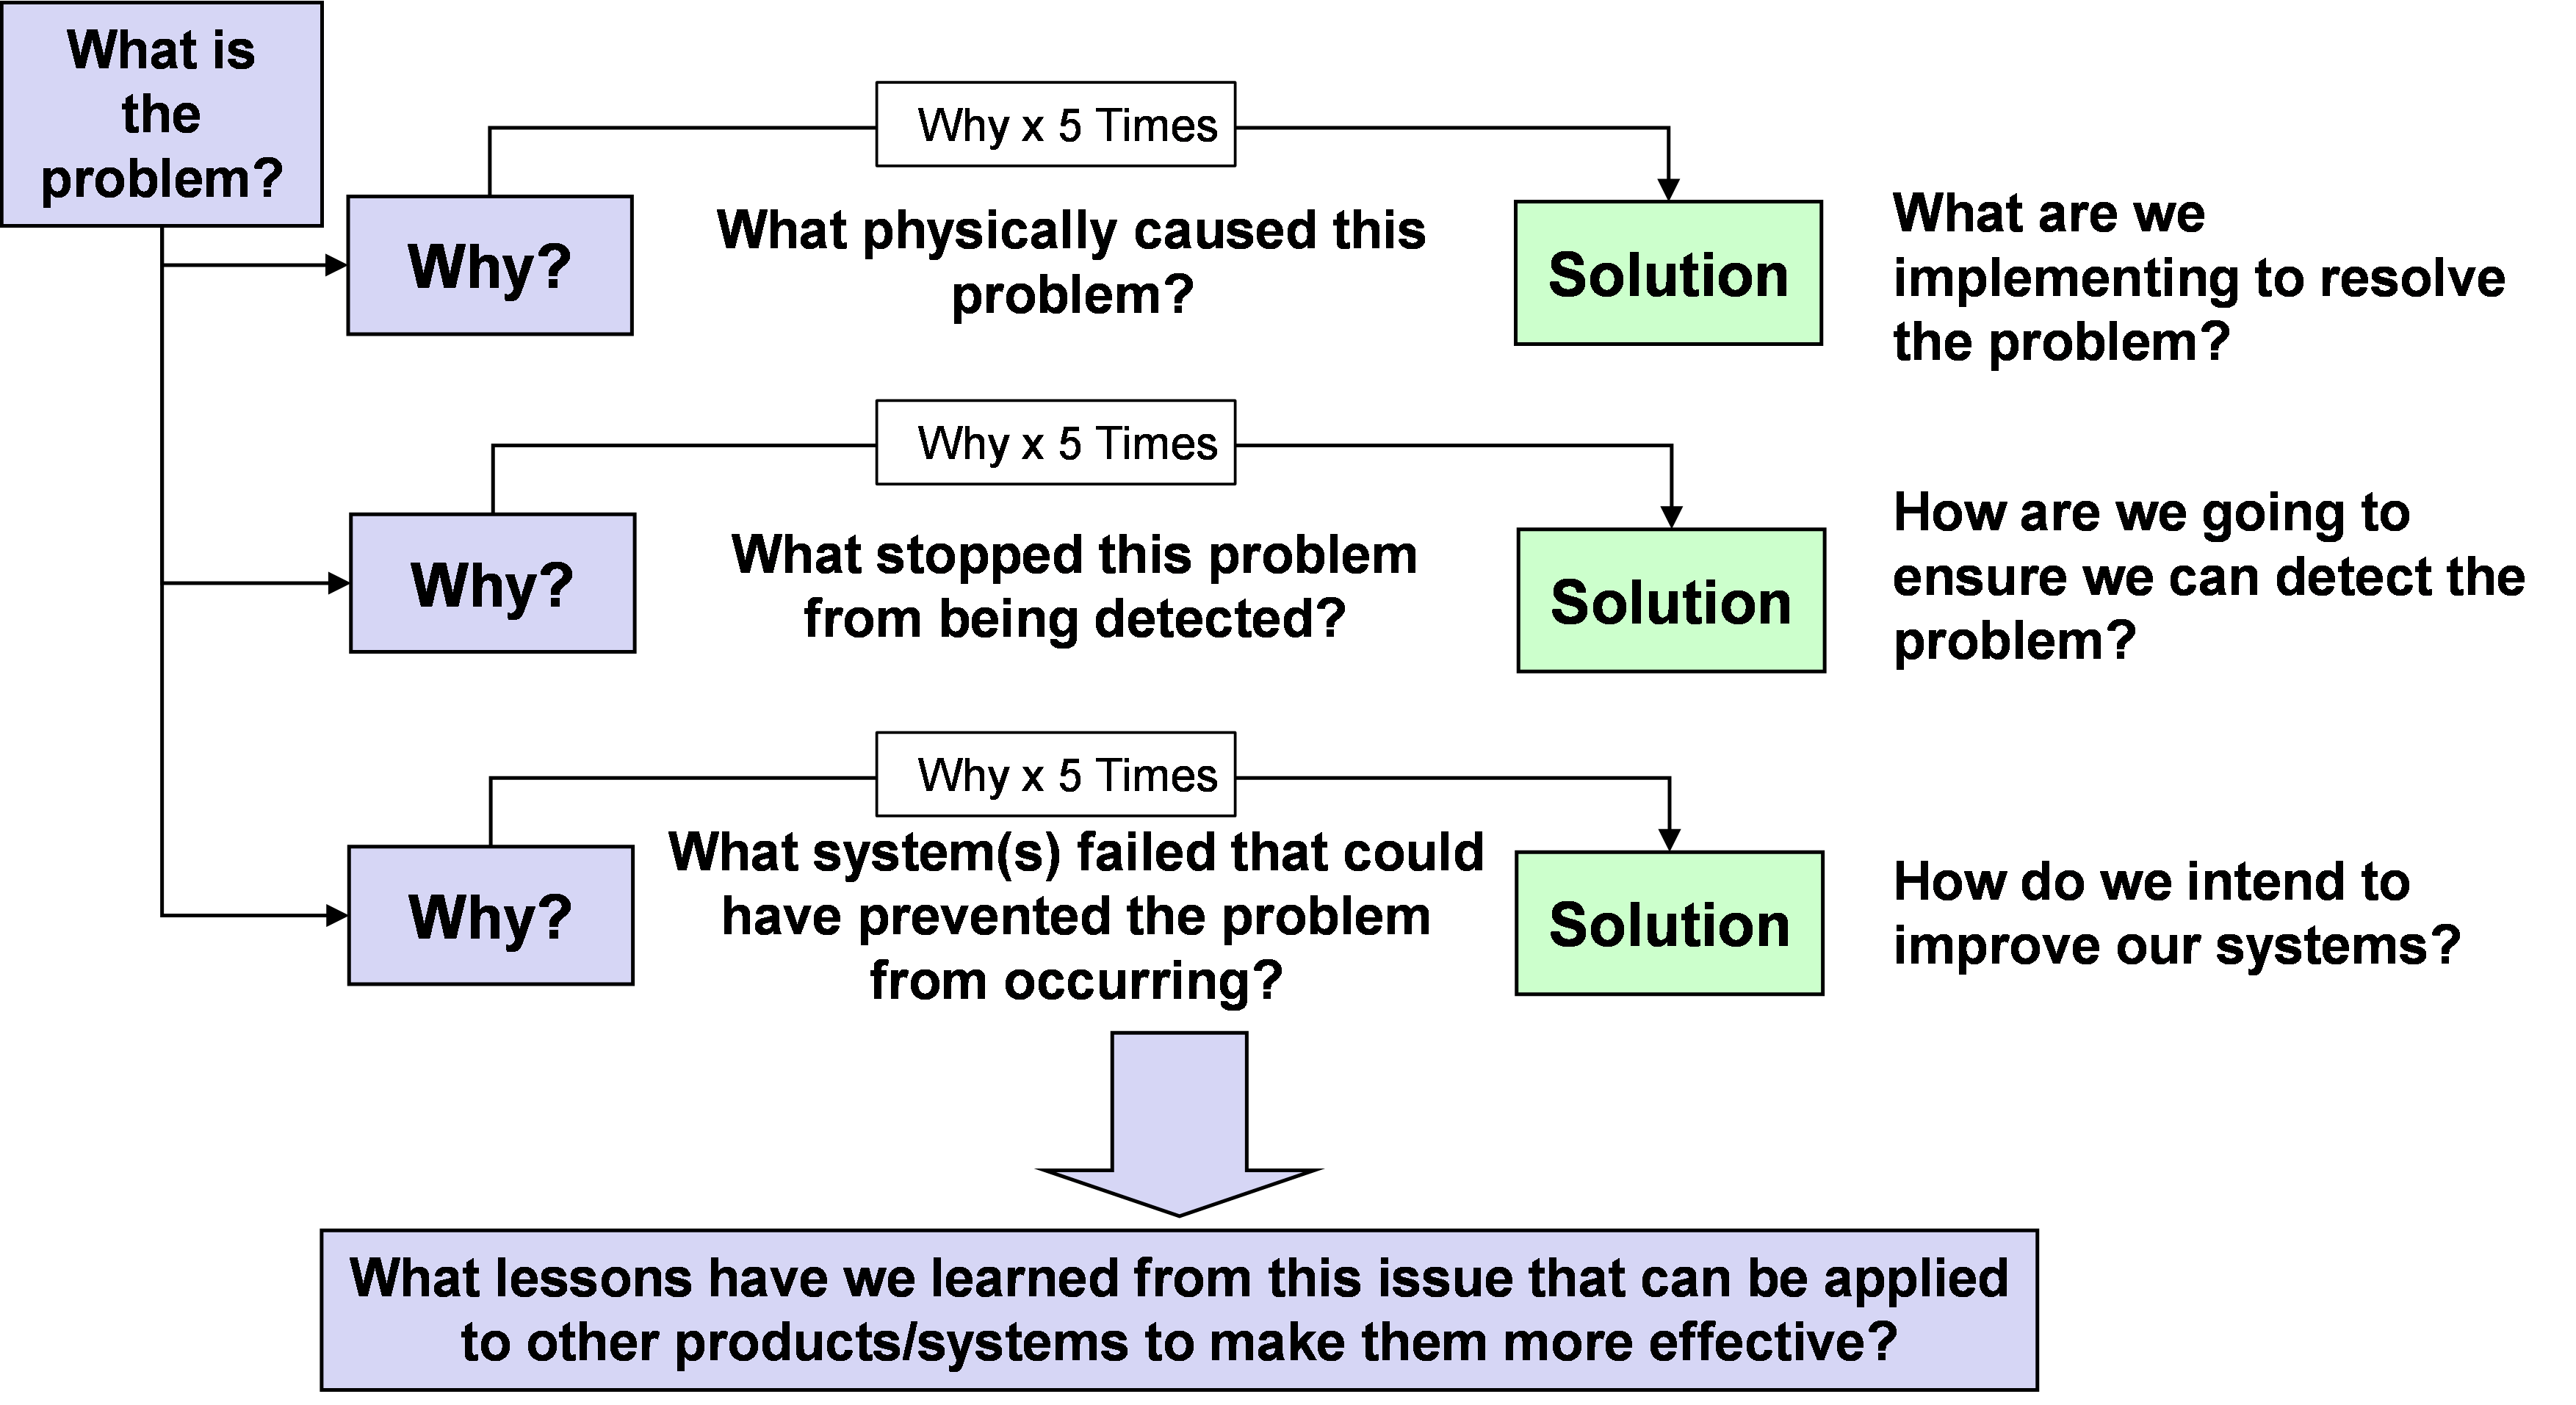 What is
the
problem?
Why x 5 Times
Why?
What physically caused this
problem?
Solution
What are we
implementing to resolve
the problem?
Why x 5 Times
Why?
What stopped this problem
from being detected?
Solution
How are we going to
ensure we can detect the
problem?
Why x 5 Times
Why?
What system(s) failed that could
have prevented the problem
from occurring?
Solution
How do we intend to
improve our systems?
What lessons have we learned from this issue that can be applied
to other products/systems to make them more effective?